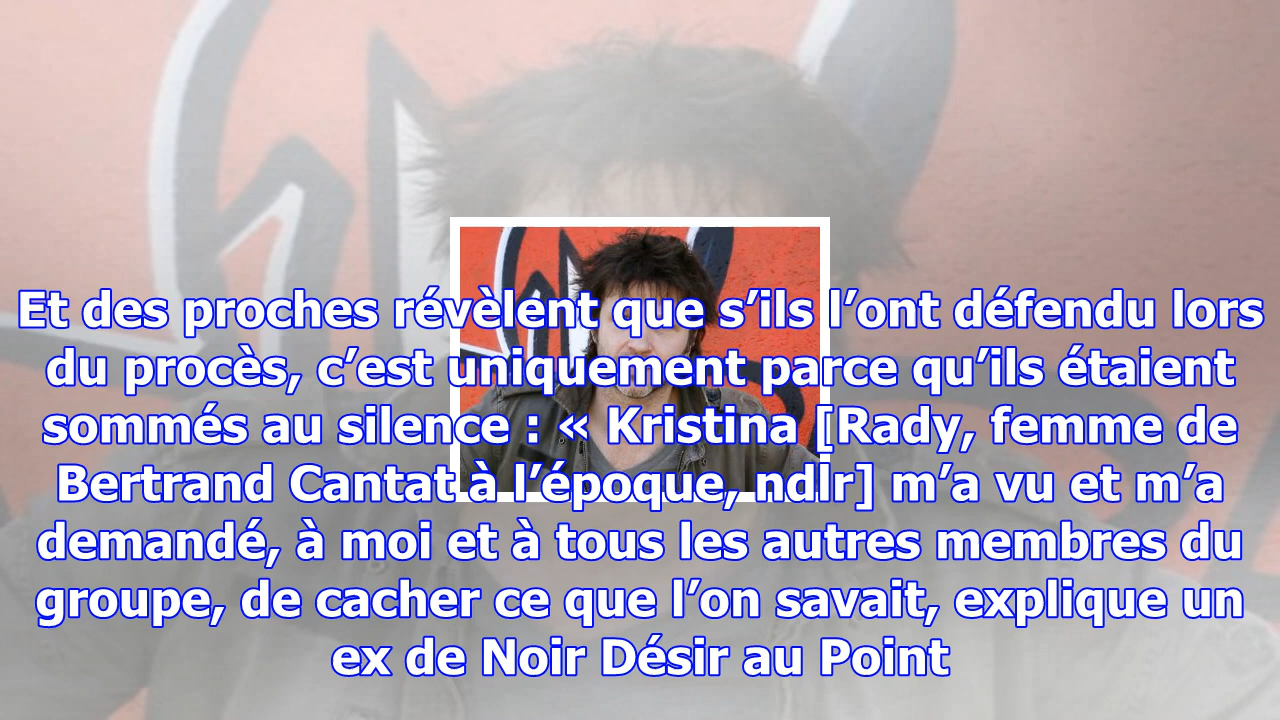 Et des proches révèlent que s’ils l’ont défendu lors
du procès, c’est uniquement parce qu’ils étaient
sommés au silence : « Kristina [Rady, femme de
Bertrand Cantat à l’époque, ndlr] m’a vu et m’a
demandé, à moi et à tous les autres membres du
groupe, de cacher ce que l’on savait, explique un
ex de Noir Désir au Point